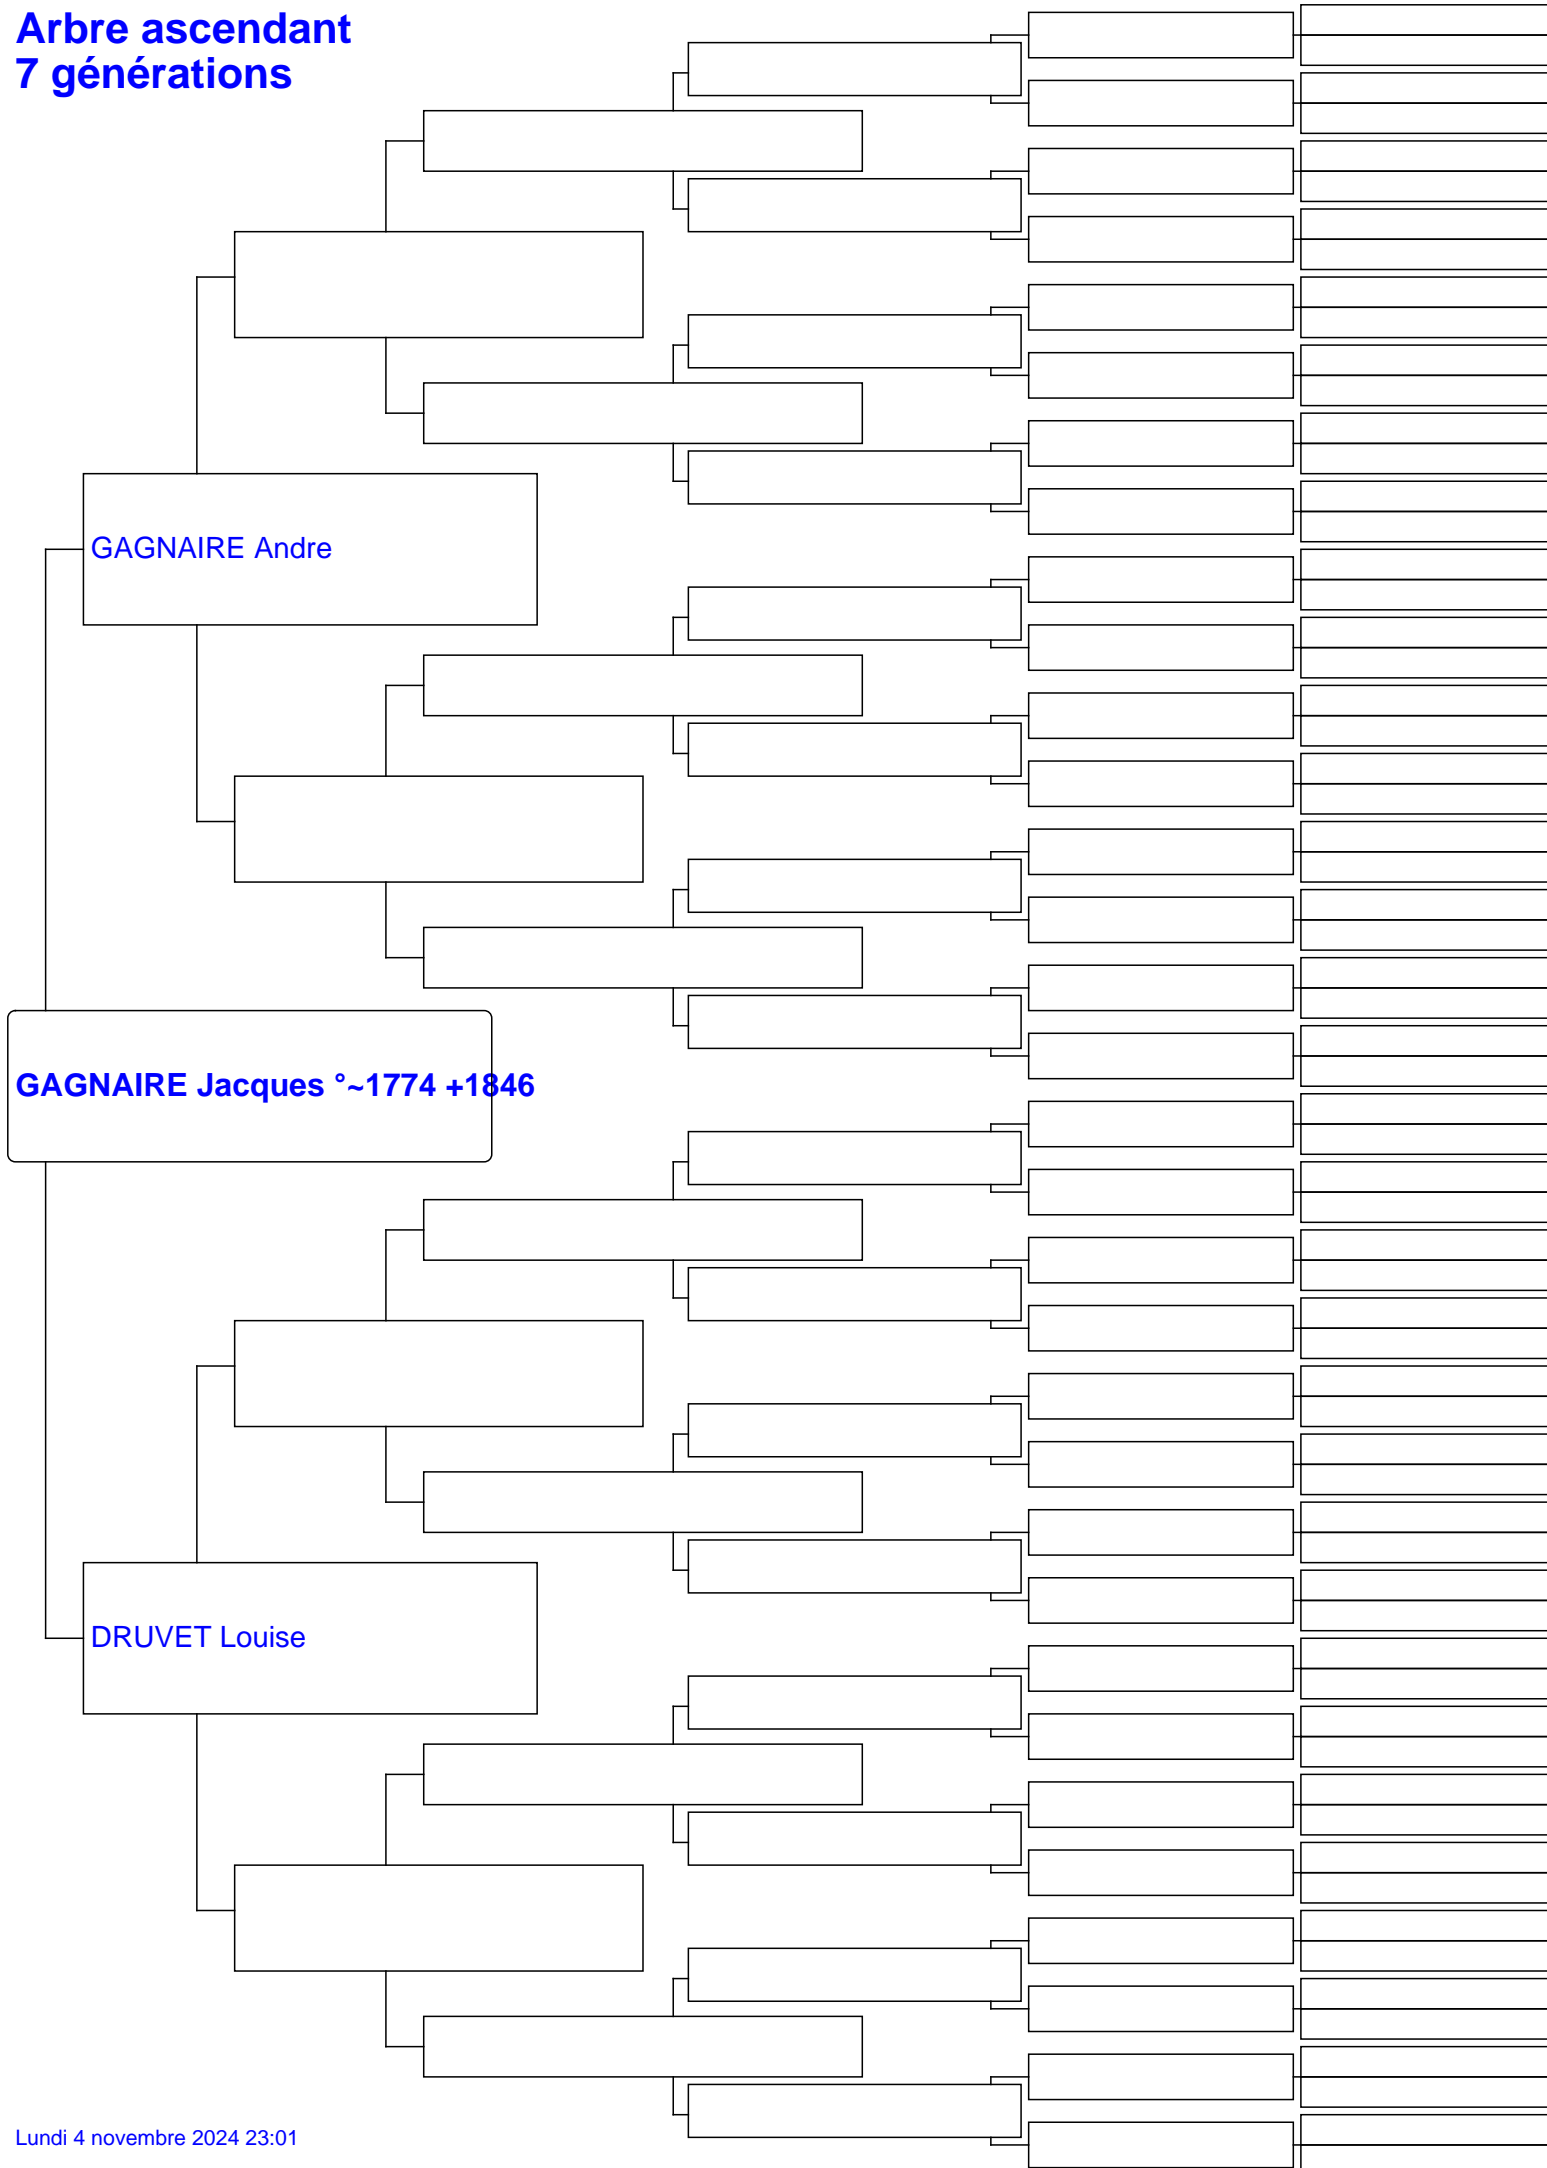 Arbre ascendant
7 générations
GAGNAIRE Andre
GAGNAIRE Jacques °~1774 +1846
DRUVET Louise
Lundi 4 novembre 2024 23:01